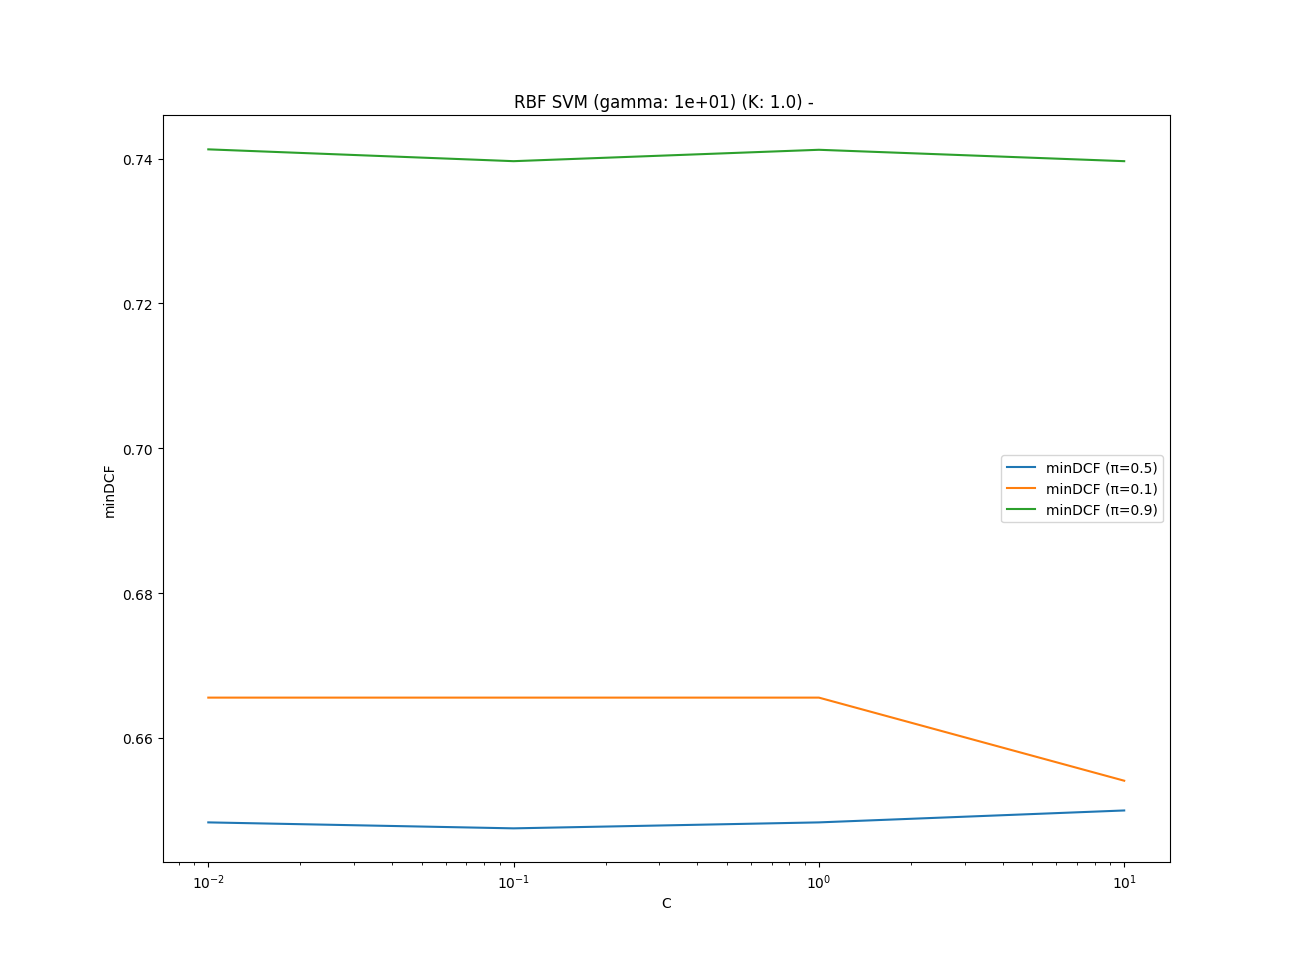 RBF SVM (gamma: 1e+01) (K: 1.0) -
0.74
0.72
0.70
0.68
0.66
minDCF
minDCF (π=0.5)
minDCF (π=0.1)
minDCF (π=0.9)
10⁻²
10⁻¹
10⁰
10¹
C